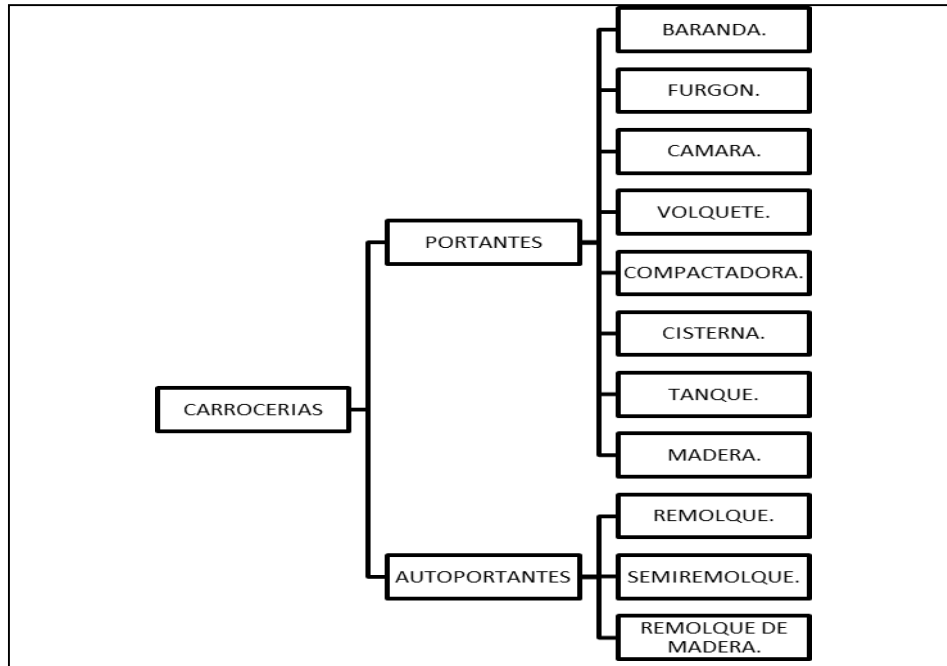 CARROCERIAS
PORTANTES
BARANDA.
FURGON.
CAMARA.
VOLQUETE.
COMPACTADORA.
CISTERNA.
TANQUE.
MADERA.
AUTOPORTANTES
REMOLQUE.
SEMIREMOLQUE.
REMOLQUE DE
MADERA.